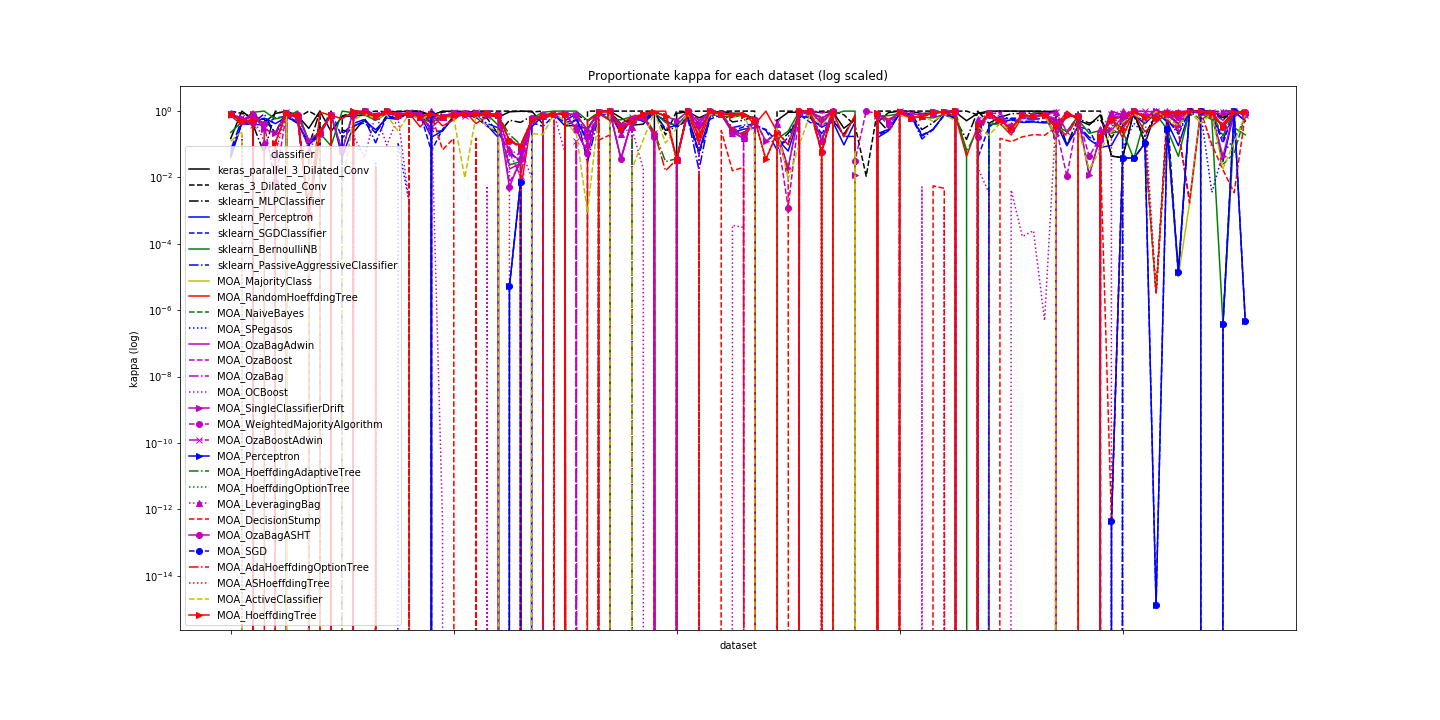 Proportionate kappa for each dataset (log scaled)
kappa (log)
10^0
10^-2
10^-4
10^-6
10^-8
10^-10
10^-12
10^-14
classifier
keras_parallel_3_Dilated_Conv
keras_3_Dilated_Conv
sklearn_MLPClassifier
sklearn_Perceptron
sklearn_SGDClassifier
sklearn_BernoulliNB
sklearn_PassiveAggressiveClassifier
MOA_MajorityClass
MOA_RandomHoeffdingTree
MOA_NaiveBayes
MOA_SPegasos
MOA_OzaBagAdwin
MOA_OzaBoost
MOA_OzaBag
MOA_OCBoost
MOA_SingleClassifierDrift
MOA_WeightedMajorityAlgorithm
MOA_OzaBoostAdwin
MOA_Perceptron
MOA_HoeffdingAdaptiveTree
MOA_HoeffdingOptionTree
MOA_LeveragingBag
MOA_DecisionStump
MOA_OzaBagASHT
MOA_SGD
MOA_AdaHoeffdingOptionTree
MOA_ASHoeffdingTree
MOA_ActiveClassifier
MOA_HoeffdingTree
dataset